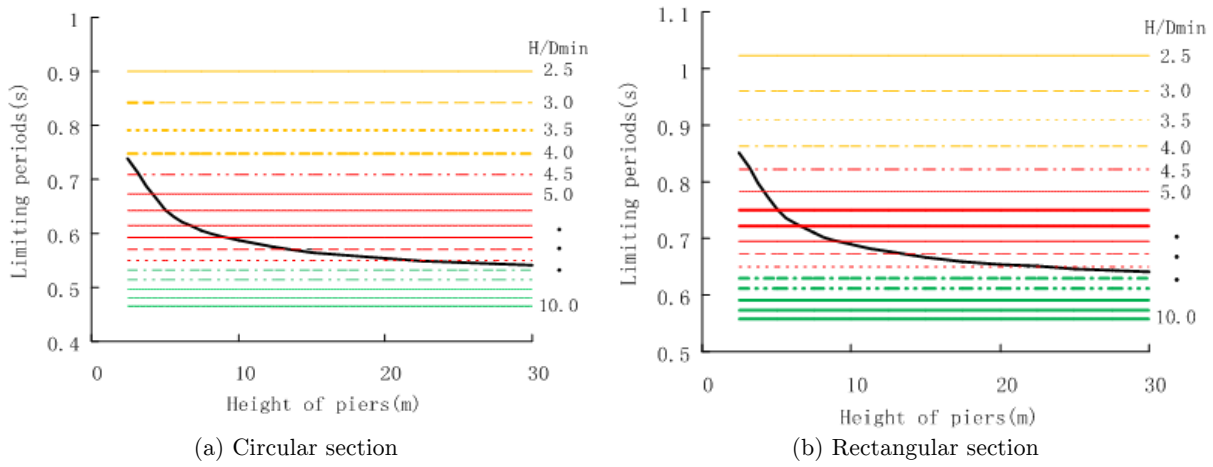 1
0.9
0.8
0.7
0.6
0.5
0.4
Limiting periods(s)
H/Dmin
2.5
3.0
3.5
4.0
4.5
5.0
10.0
0 10 20 30
Height of piers(m)
(a) Circular section
1.1
1
0.9
0.8
0.7
0.6
0.5
Limiting periods(s)
H/Dmin
2.5
3.0
3.5
4.0
4.5
5.0
10.0
0 10 20 30
Height of piers(m)
(b) Rectangular section